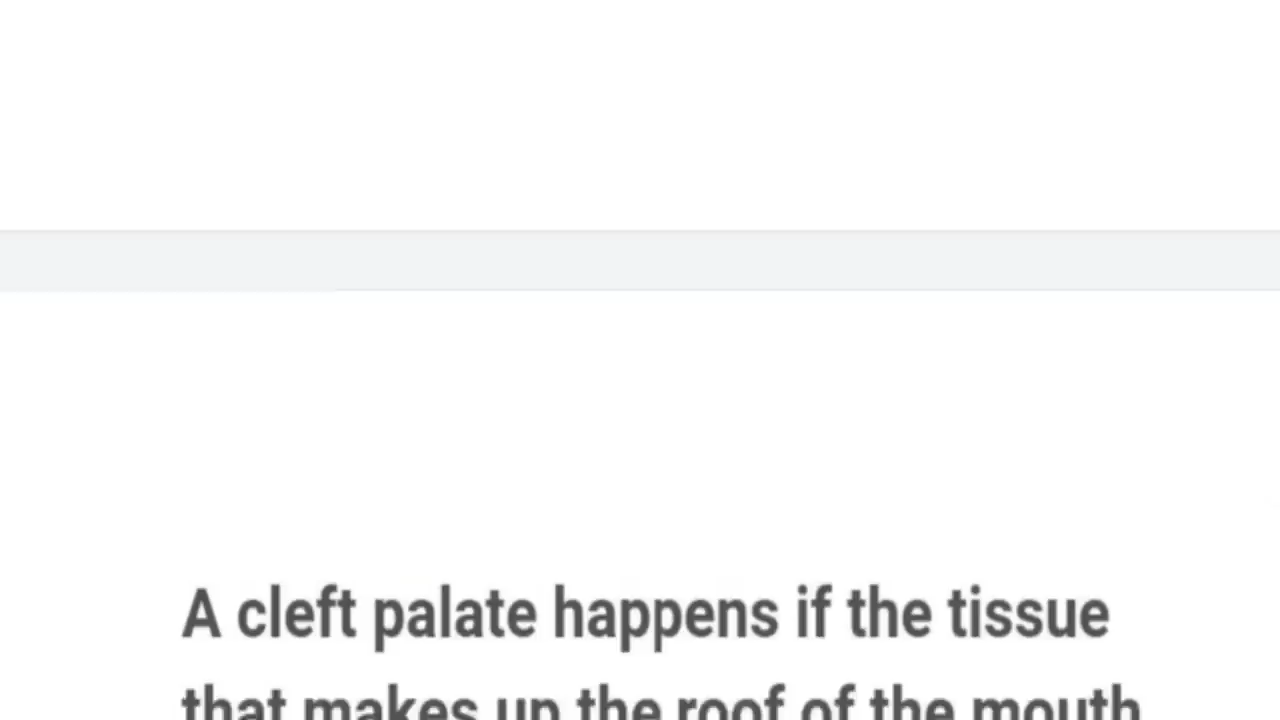 A cleft palate happens if the tissue
that makes up the roof of the mouth